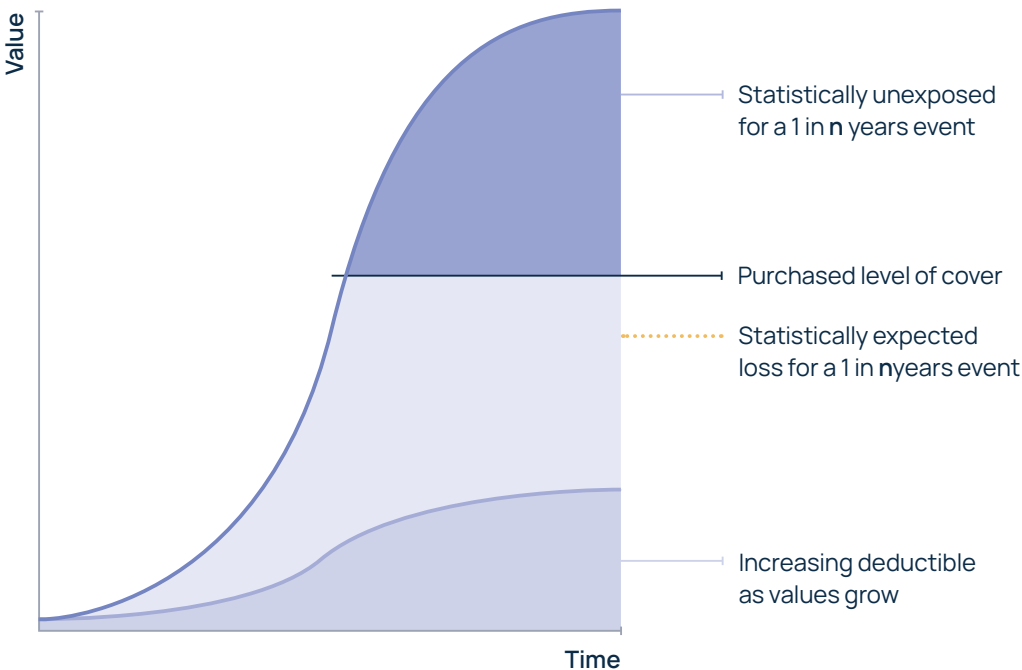 Value
Statistically unexposed
for a 1 in n years event
Purchased level of cover
Statistically expected
loss for a 1 in nyears event
Increasing deductible
as values grow
Time